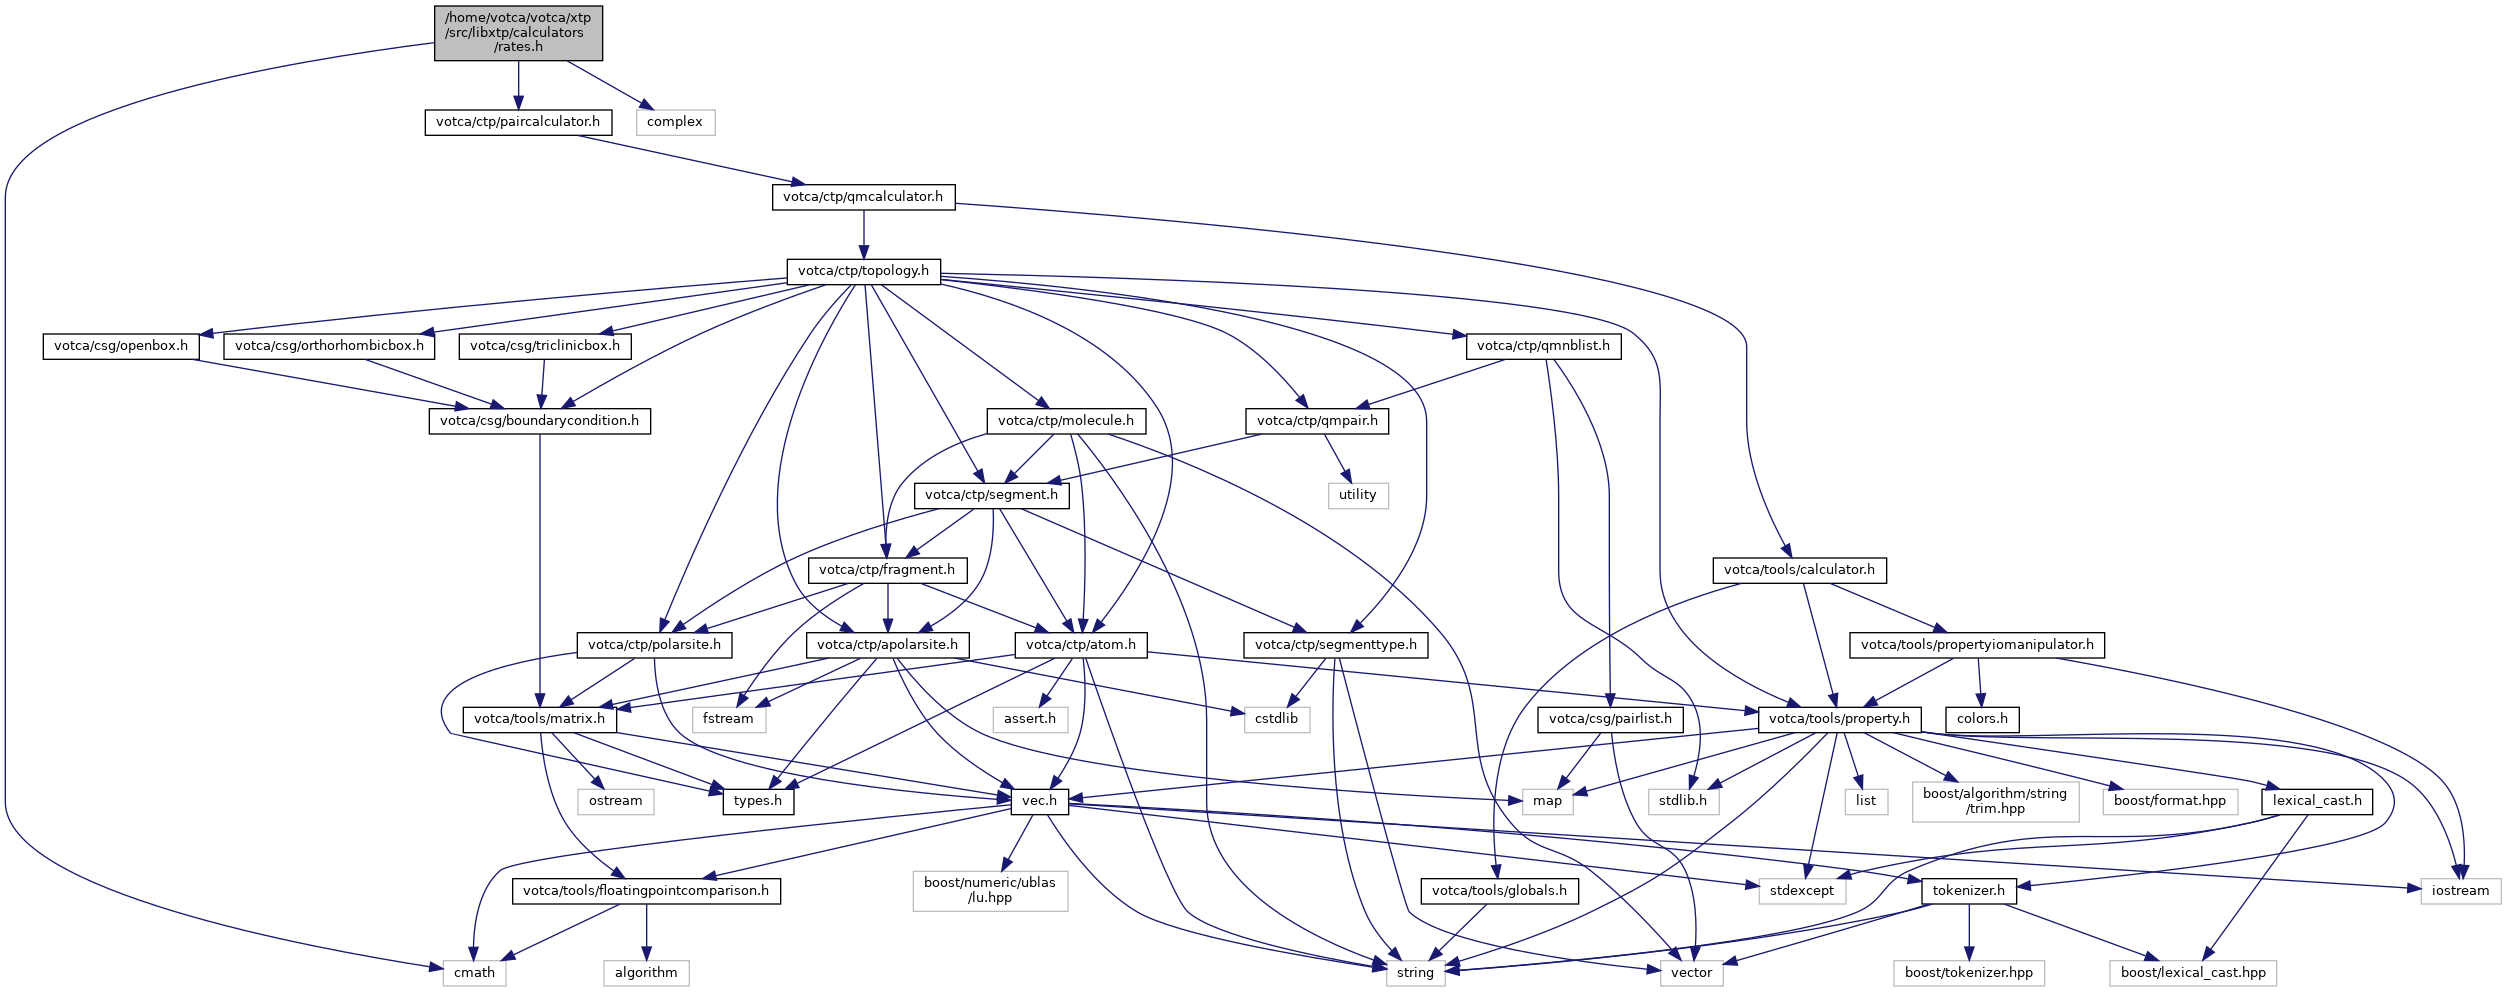 /home/votca/votca/xtp
/src/libxtp/calculators
/rates.h
votca/ctp/paircalculator.h
complex
votca/ctp/qmcalculator.h
votca/ctp/topology.h
votca/csg/openbox.h
votca/csg/orthorhombicbox.h
votca/csg/triclinicbox.h
votca/ctp/qmnblist.h
votca/csg/boundarycondition.h
votca/ctp/molecule.h
votca/ctp/qmpair.h
votca/ctp/segment.h
utility
votca/ctp/fragment.h
votca/tools/calculator.h
votca/ctp/polarsite.h
votca/ctp/apolarsite.h
votca/ctp/atom.h
votca/ctp/segmenttype.h
votca/tools/propertyiomanipulator.h
votca/tools/matrix.h
fstream
assert.h
cstdlib
votca/csg/pairlist.h
votca/tools/property.h
colors.h
ostream
types.h
vec.h
map
stdlib.h
list
boost/algorithm/string
/trim.hpp
boost/format.hpp
lexical_cast.h
votca/tools/floatingpointcomparison.h
boost/numeric/ublas
/lu.hpp
votca/tools/globals.h
stdexcept
tokenizer.h
iostream
cmath
algorithm
string
vector
boost/tokenizer.hpp
boost/lexical_cast.hpp